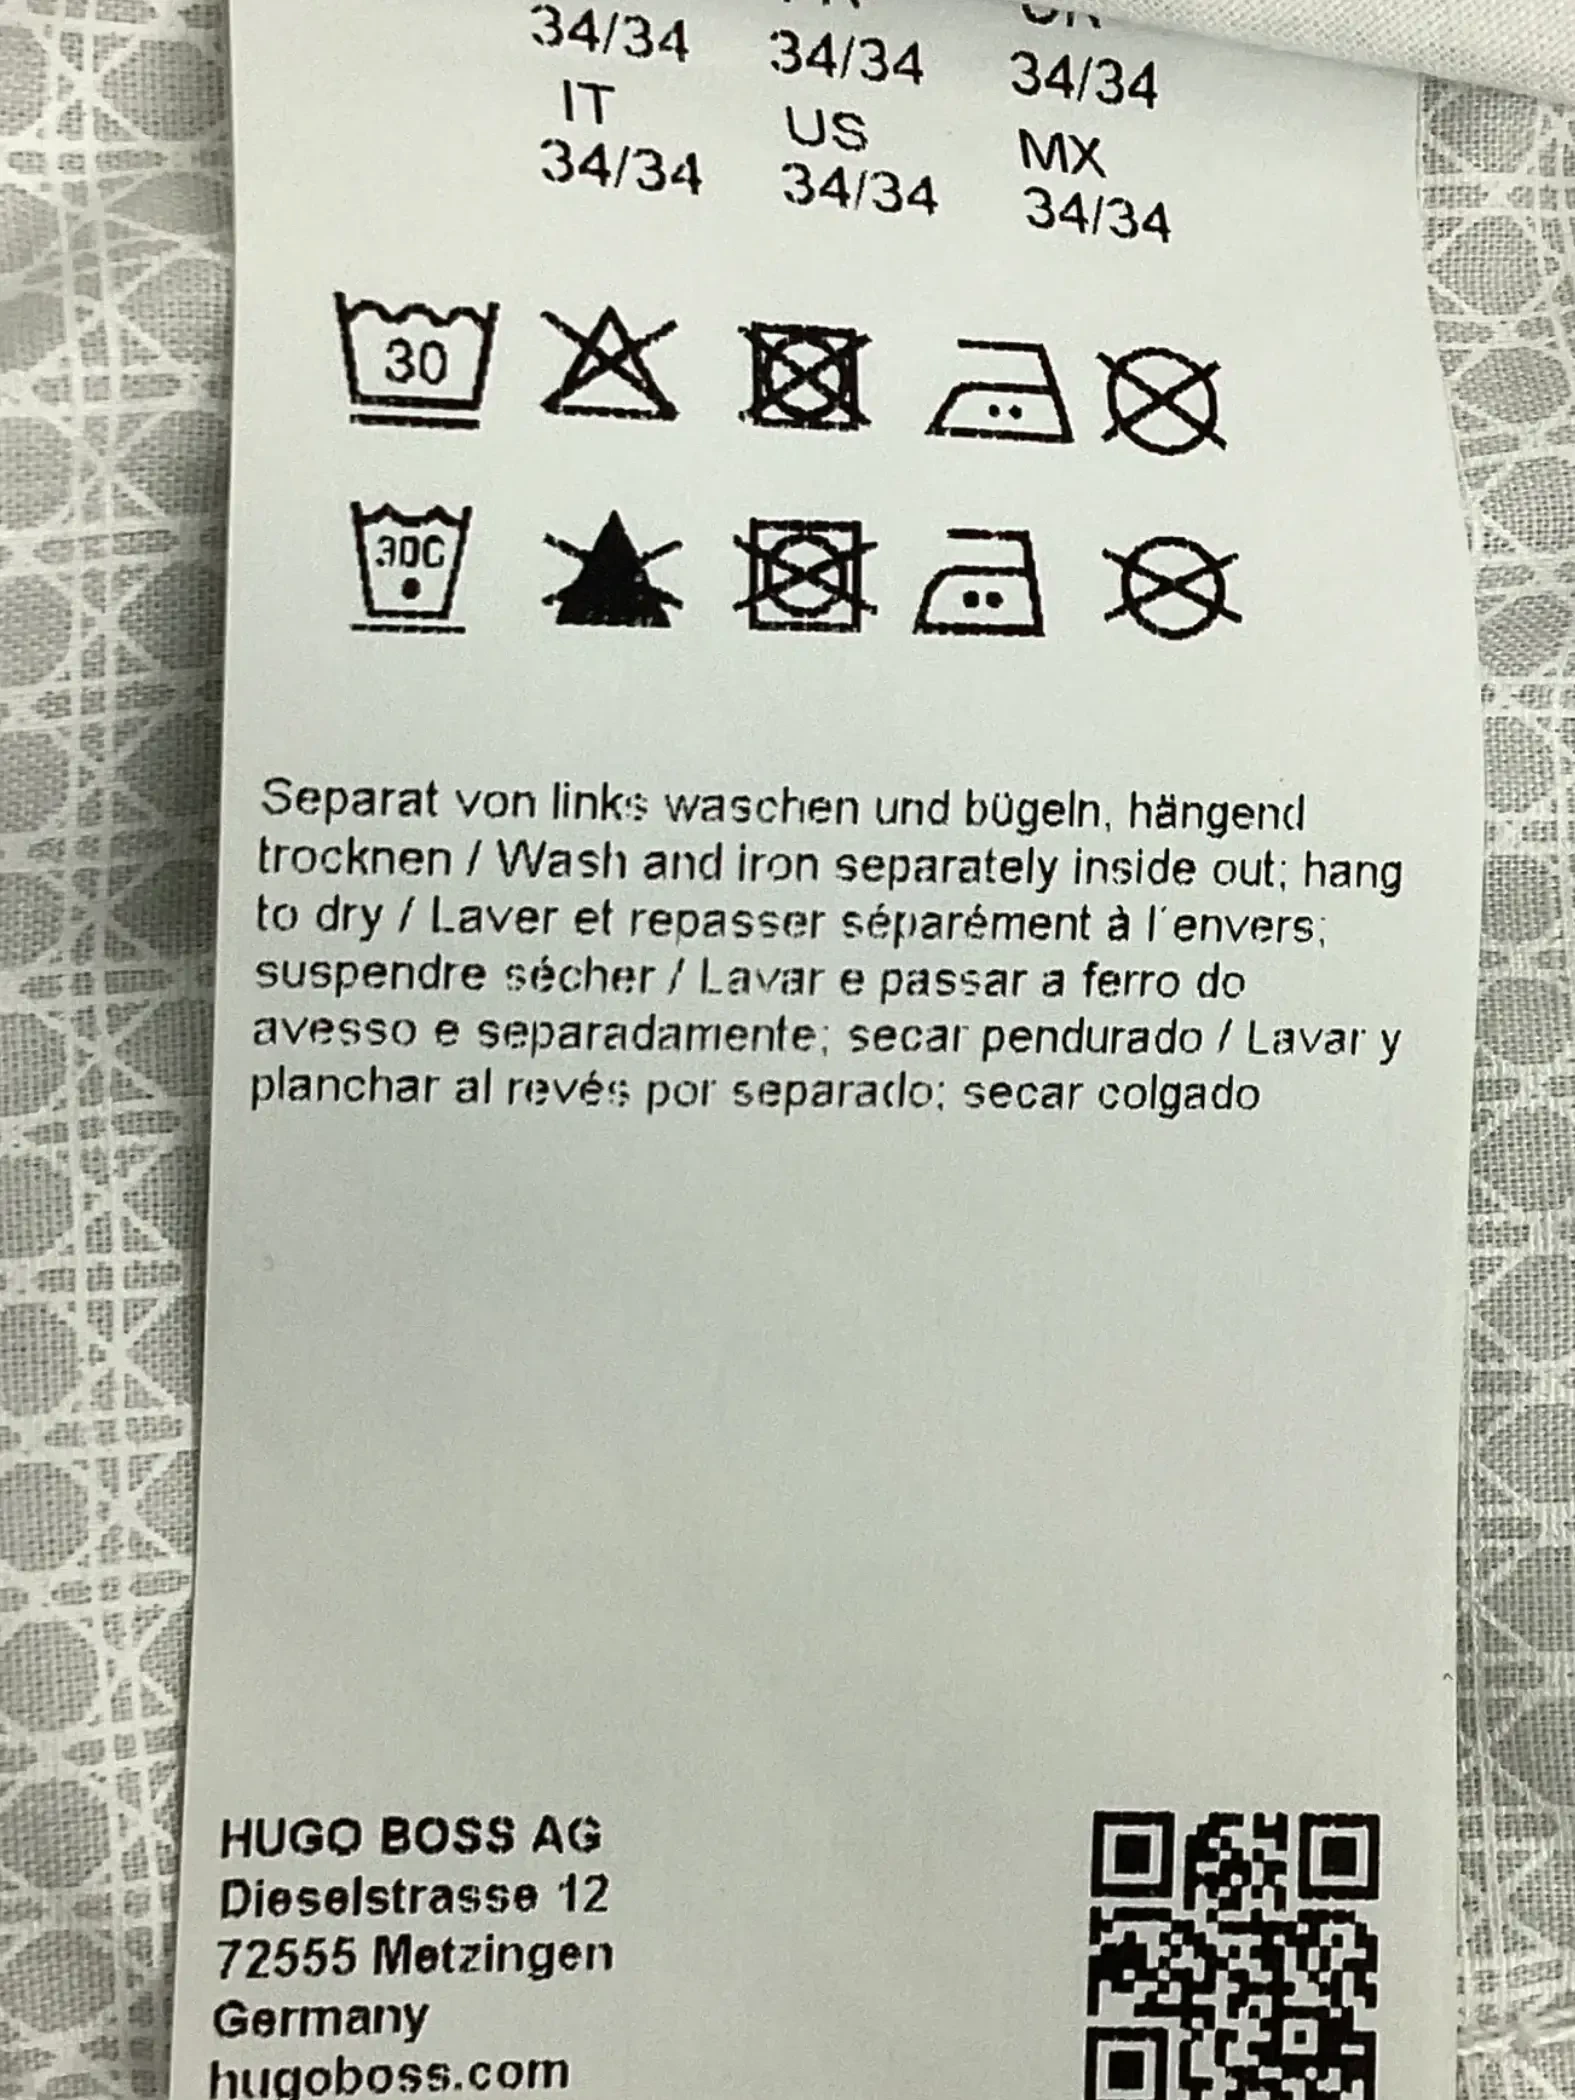 34/34 34/34 34/34
IT US MX
34/34 34/34 34/34
30
30C
Separat von links waschen und bügeln, hängend
trocknen / Wash and iron separately inside out; hang
to dry / Laver et repasser séparément à l'envers;
suspendre sécher / Lavar e passar a ferro do
avesso e separadamente; secar pendurado / Lavar y
planchar al revés por separado; secar colgado
HUGO BOSS AG
Dieselstrasse 12
72555 Metzingen
Germany
hugoboss.com